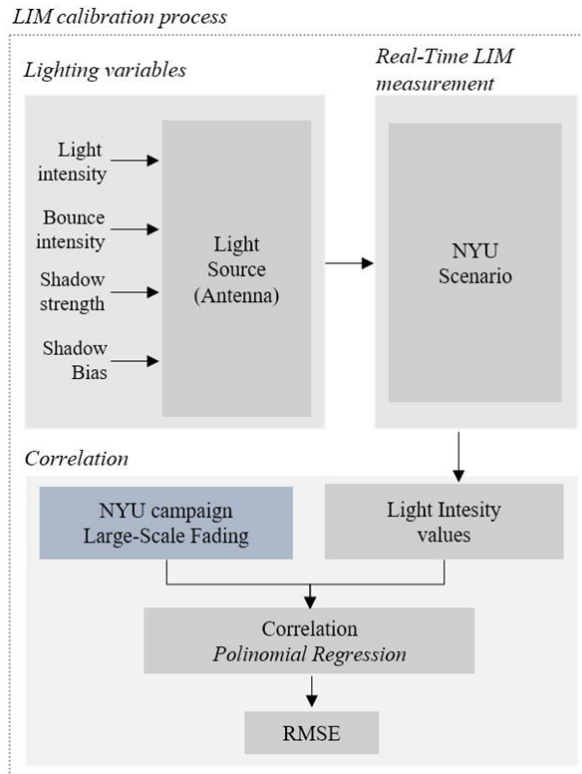 LIM calibration process
Lighting variables
Real-Time LIM
measurement
Light
intensity
Bounce
intensity
Shadow
strength
Shadow
Bias
Light
Source
(Antenna)
NYU
Scenario
Correlation
NYU campaign
Large-Scale Fading
Light Intesity
values
Correlation
Polinomial Regression
RMSE